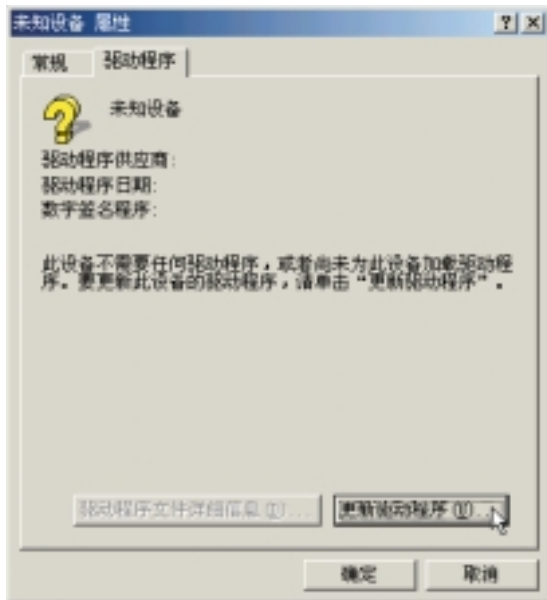 未知设备 属性
常规 驱动程序
未知设备
驱动程序供应商:
驱动程序日期:
数字签名程序:
此设备不需要任何驱动程序，或者尚未为此设备加载驱动程
序。要更新此设备的驱动程序，请单击“更新驱动程序”。
驱动程序文件详细信息(D)... 更新驱动程序(U)...
确定 取消